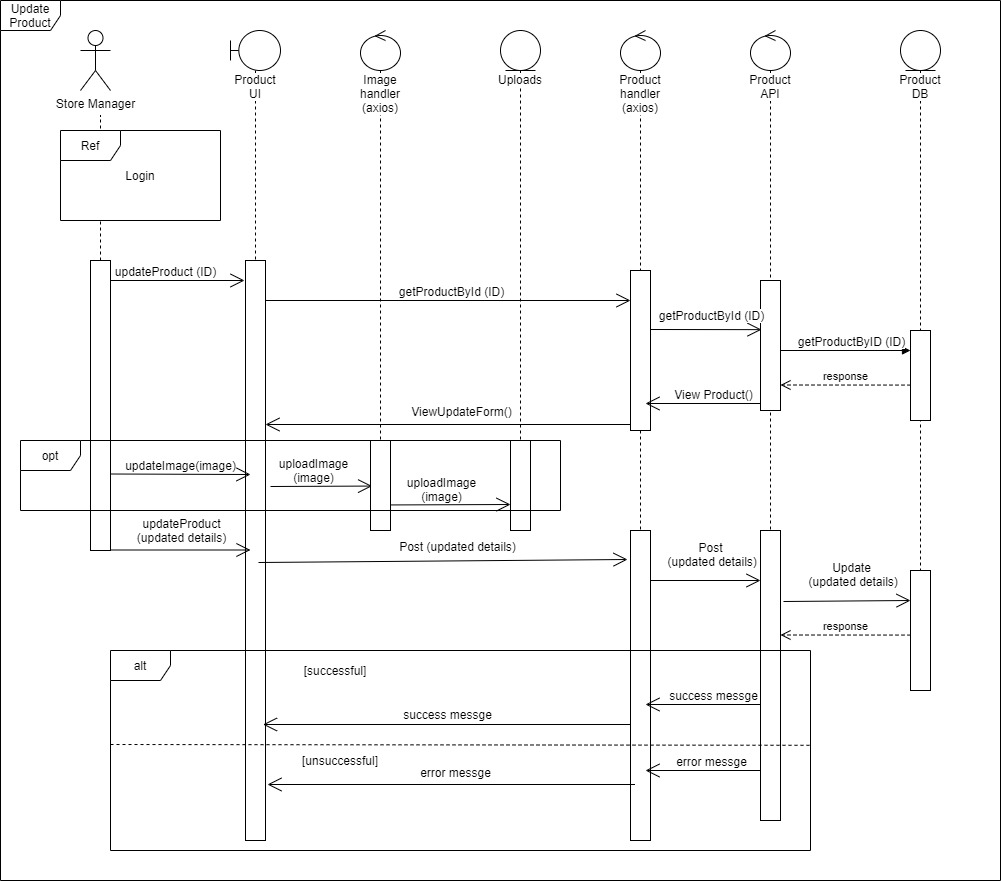 Update
Product
Store Manager
Product
UI
Image
handler
(axios)
Uploads
Product
handler
(axios)
Product
API
Product
DB
Ref
Login
updateProduct (ID)
getProductById (ID)
getProductById (ID)
getProductByID (ID)
response
View Product()
ViewUpdateForm()
opt
updateImage(image)
uploadImage
(image)
uploadImage
(image)
updateProduct
(updated details)
Post (updated details)
Post
(updated details)
Update
(updated details)
response
alt
[successful]
success messge
success messge
[unsuccessful]
error messge
error messge